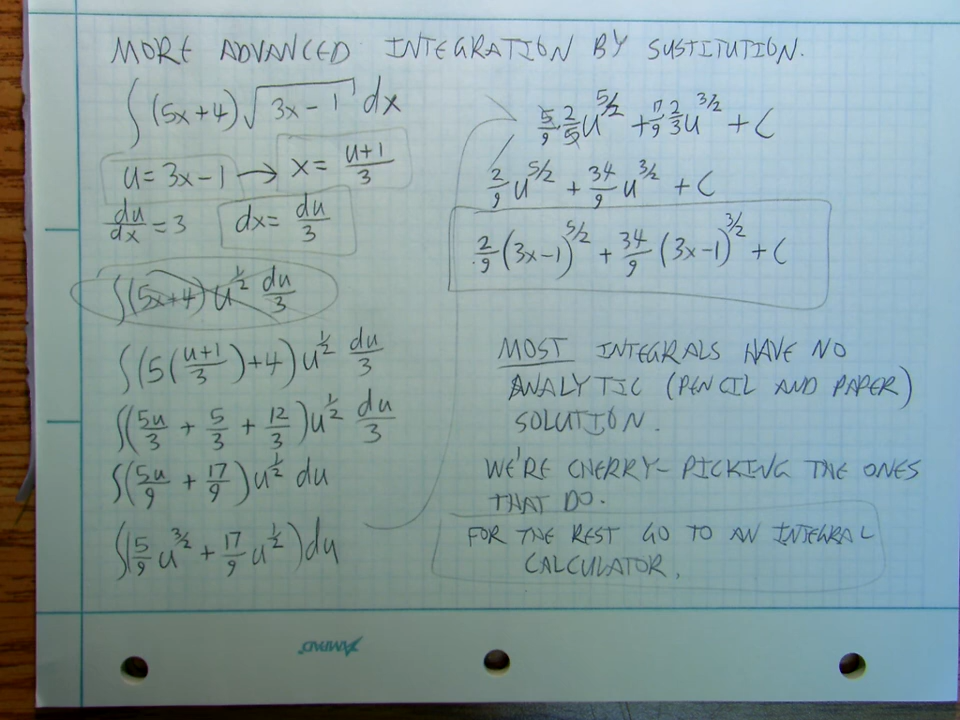 MORE ADVANCED INTEGRATION BY SUSTITUTION.
∫(5x+4)√(3x-1) dx
u = 3x-1 → x = (u+1)/3
du/dx = 3  dx = du/3
∫(5x+4) u^(1/2) du/3
∫(5((u+1)/3)+4) u^(1/2) du/3
∫(5u/3 + 5/3 + 12/3) u^(1/2) du/3
∫(5u/9 + 17/9) u^(1/2) du
∫(5/9 u^(3/2) + 17/9 u^(1/2)) du
5/9 2/5 u^(5/2) + 17/9 2/3 u^(3/2) + C
2/9 u^(5/2) + 34/9 u^(3/2) + C
2/9 (3x-1)^(5/2) + 34/9 (3x-1)^(3/2) + C
MOST INTEGRALS HAVE NO
ANALYTIC (PENCIL AND PAPER)
SOLUTION.
WE'RE CHERRY-PICKING THE ONES
THAT DO.
FOR THE REST GO TO AN INTEGRAL
CALCULATOR.
AMPAD